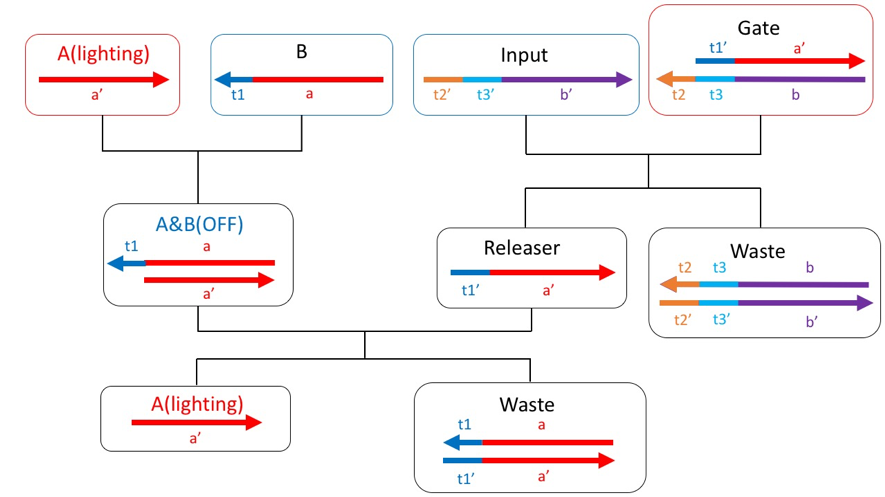 A(lighting)
a’
B
t1 a
Input
t2’ t3’ b’
Gate
t1’ a’
t2 t3 b
A&B(OFF)
t1 a
a’
Releaser
t1’ a’
Waste
t2 t3 b
t2’ t3’ b’
A(lighting)
a’
Waste
t1 a
t1’ a’